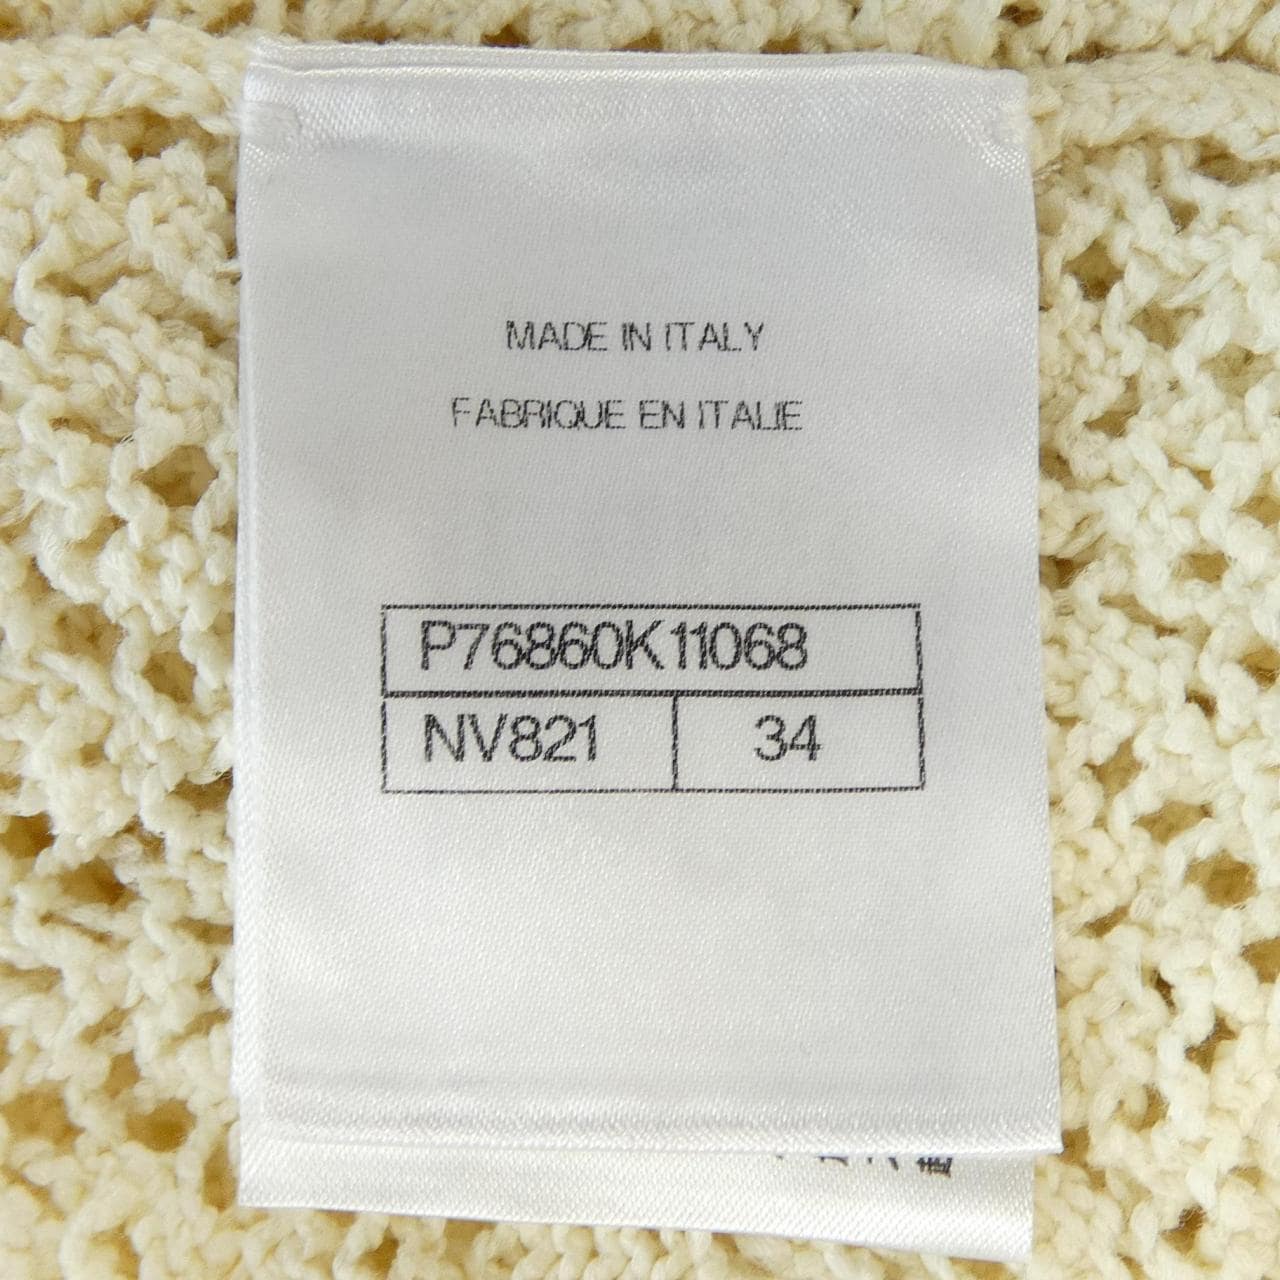 MADE IN ITALY
FABRIQUE EN ITALIE
P76860K11068
NV821 34